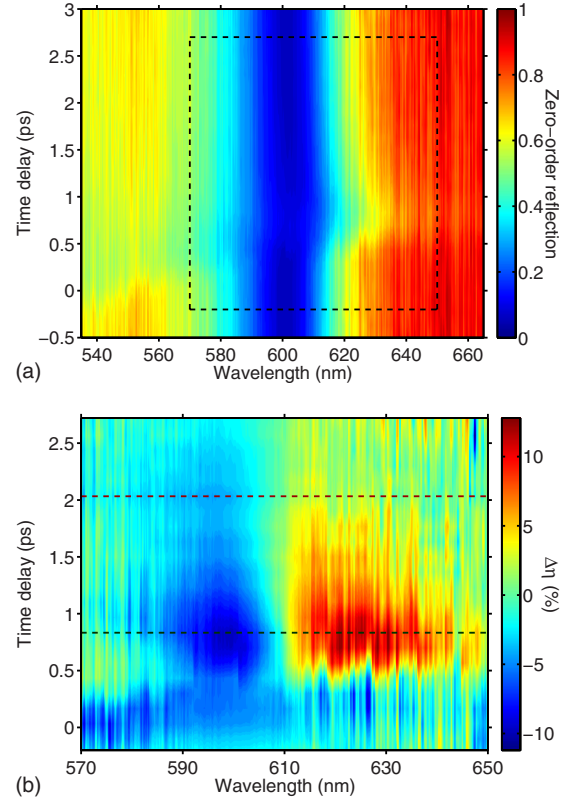 3
2.5
2
1.5
1
0.5
0
−0.5
Time delay (ps)
540 560 580 600 620 640 660
Wavelength (nm)
1
0.8
0.6
0.4
0.2
0
Zero−order reflection
(a)
2.5
2
1.5
1
0.5
0
Time delay (ps)
570 590 610 630 650
Wavelength (nm)
10
5
0
−5
−10
Δη (%)
(b)